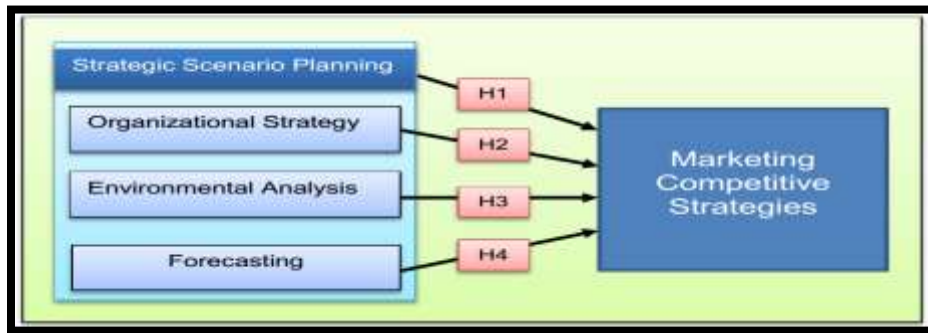 Strategic Scenario Planning
H1
Organizational Strategy
H2
Environmental Analysis
H3
Forecasting
H4
Marketing
Competitive
Strategies